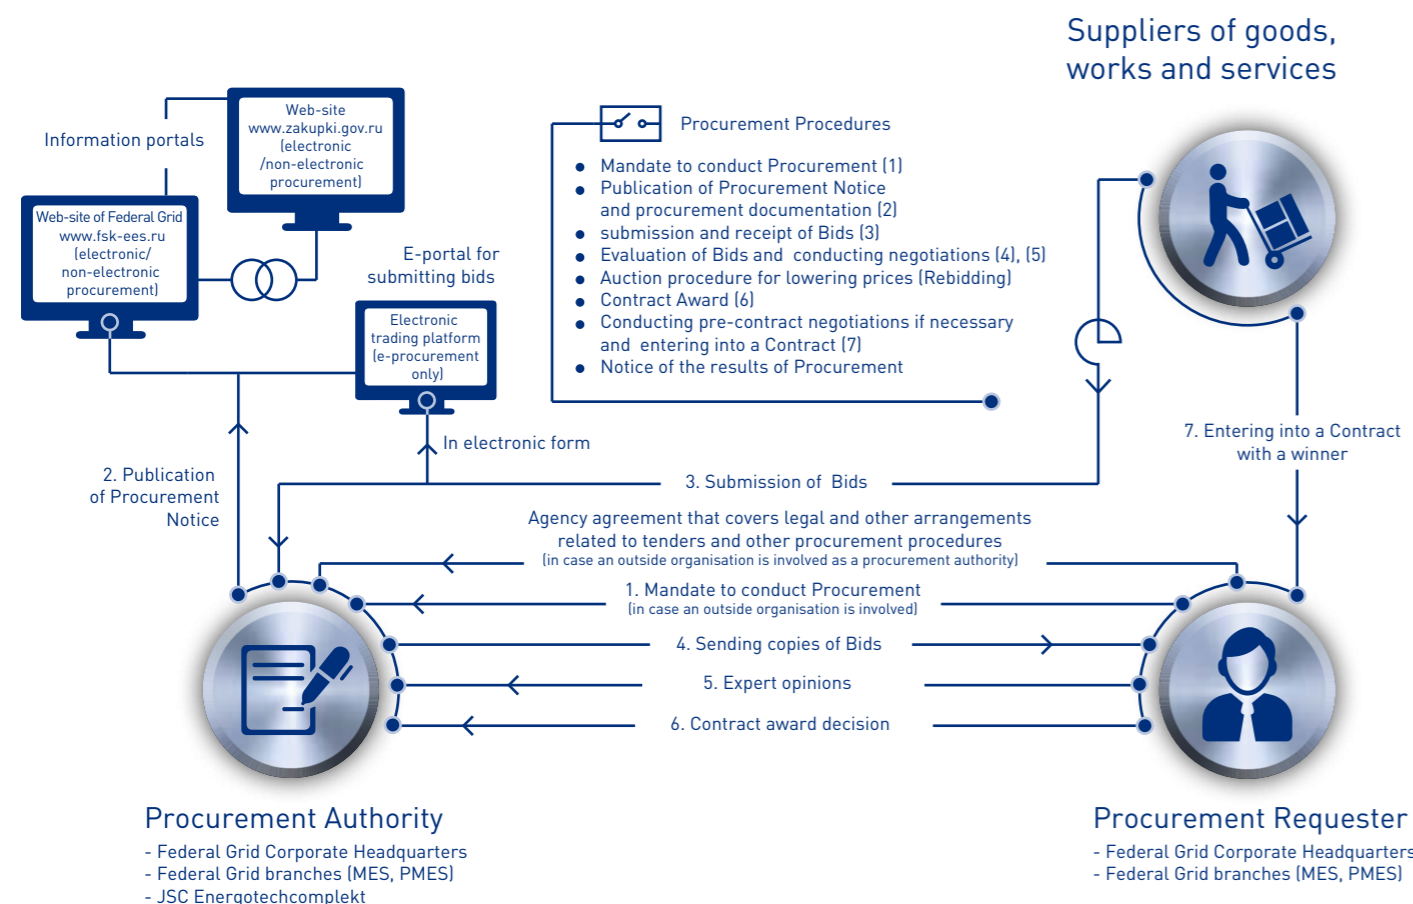 Suppliers of goods,
works and services
Information portals
Web-site
www.zakupki.gov.ru
(electronic
/non-electronic
procurement)
Web-site of Federal Grid
www.fsk-ees.ru
(electronic/
non-electronic
procurement)
E-portal for
submitting bids
Electronic
trading platform
(e-procurement
only)
Procurement Procedures
● Mandate to conduct Procurement (1)
● Publication of Procurement Notice
and procurement documentation (2)
● submission and receipt of Bids (3)
● Evaluation of Bids and conducting negotiations (4), (5)
● Auction procedure for lowering prices (Rebidding)
● Contract Award (6)
● Conducting pre-contract negotiations if necessary
and entering into a Contract (7)
● Notice of the results of Procurement
In electronic form
7. Entering into a Contract
with a winner
2. Publication
of Procurement
Notice
3. Submission of Bids
Agency agreement that covers legal and other arrangements
related to tenders and other procurement procedures
(in case an outside organisation is involved as a procurement authority)
1. Mandate to conduct Procurement
(in case an outside organisation is involved)
4. Sending copies of Bids
5. Expert opinions
6. Contract award decision
Procurement Authority
- Federal Grid Corporate Headquarters
- Federal Grid branches (MES, PMES)
- JSC Energotechcomplekt
Procurement Requester
- Federal Grid Corporate Headquarters
- Federal Grid branches (MES, PMES)